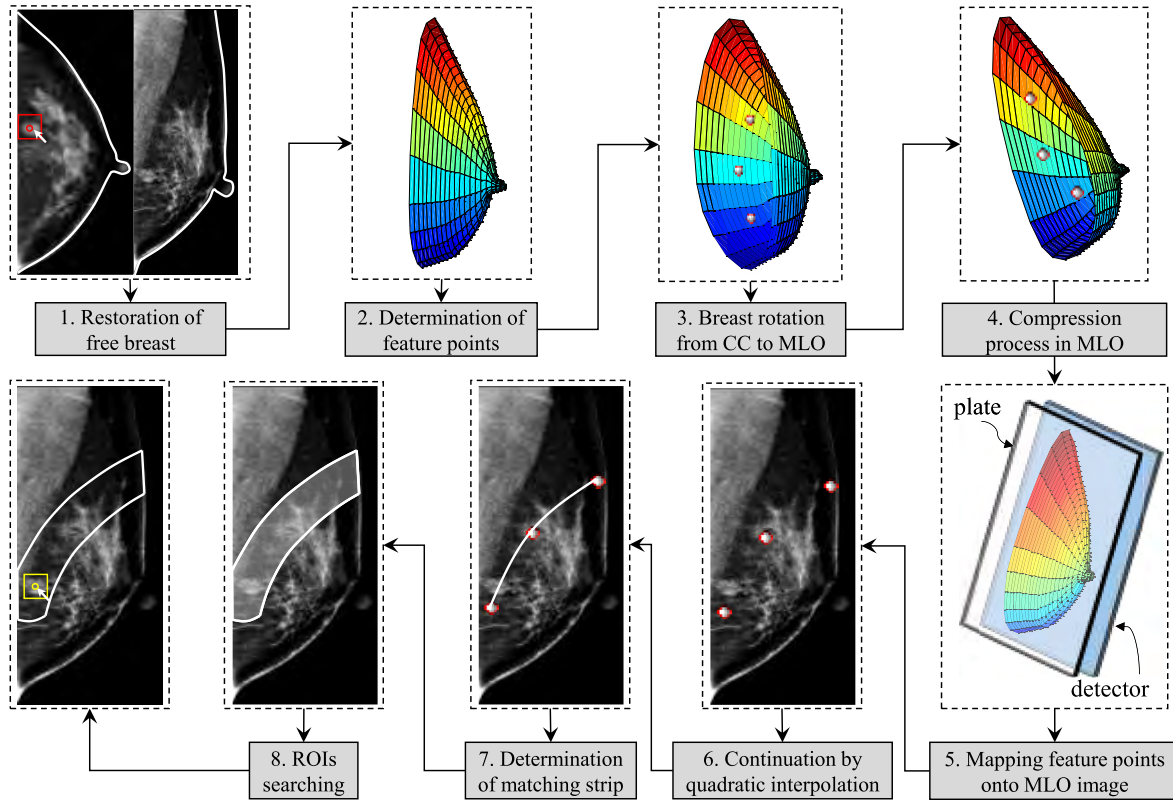 1. Restoration of
free breast
2. Determination of
feature points
3. Breast rotation
from CC to MLO
4. Compression
process in MLO
plate
detector
5. Mapping feature points
onto MLO image
6. Continuation by
quadratic interpolation
7. Determination
of matching strip
8. ROIs
searching